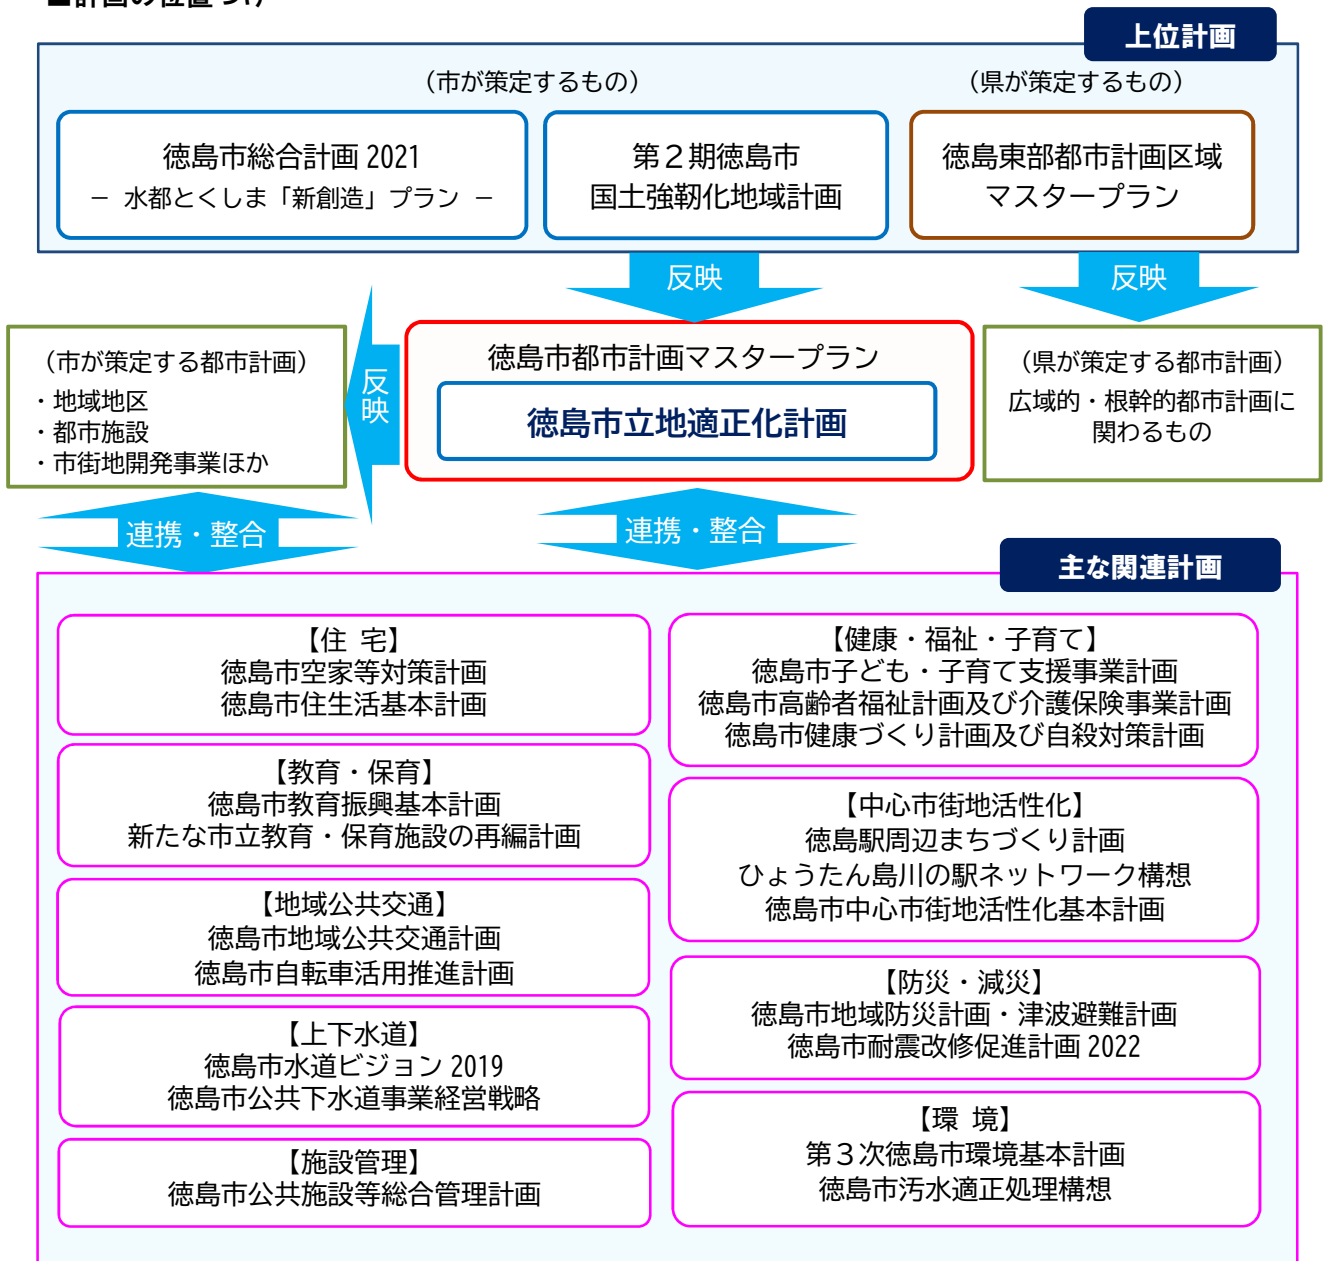 ■計画の位置づけ
上位計画
（市が策定するもの）
（県が策定するもの）
徳島市総合計画 2021
－ 水都とくしま「新創造」プラン －
第２期徳島市
国土強靭化地域計画
徳島東部都市計画区域
マスタープラン
反映
反映
（市が策定する都市計画）
・地域地区
・都市施設
・市街地開発事業ほか
反映
徳島市都市計画マスタープラン
徳島市立地適正化計画
（県が策定する都市計画）
広域的・根幹的都市計画に
関わるもの
連携・整合
連携・整合
主な関連計画
【住 宅】
徳島市空家等対策計画
徳島市住生活基本計画
【教育・保育】
徳島市教育振興基本計画
新たな市立教育・保育施設の再編計画
【地域公共交通】
徳島市地域公共交通計画
徳島市自転車活用推進計画
【上下水道】
徳島市水道ビジョン 2019
徳島市公共下水道事業経営戦略
【施設管理】
徳島市公共施設等総合管理計画
【健康・福祉・子育て】
徳島市子ども・子育て支援事業計画
徳島市高齢者福祉計画及び介護保険事業計画
徳島市健康づくり計画及び自殺対策計画
【中心市街地活性化】
徳島駅周辺まちづくり計画
ひょうたん島川の駅ネットワーク構想
徳島市中心市街地活性化基本計画
【防災・減災】
徳島市地域防災計画・津波避難計画
徳島市耐震改修促進計画 2022
【環 境】
第３次徳島市環境基本計画
徳島市汚水適正処理構想